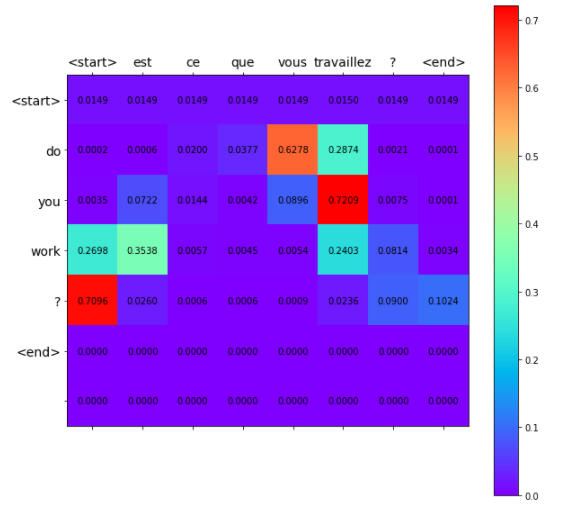 <start> est ce que vous travaillez ? <end>
<start> 0.0149 0.0149 0.0149 0.0149 0.0149 0.0150 0.0149 0.0149
do 0.0002 0.0006 0.0200 0.0377 0.6278 0.2874 0.0021 0.0001
you 0.0035 0.0722 0.0144 0.0042 0.0896 0.7209 0.0075 0.0001
work 0.2698 0.3538 0.0057 0.0045 0.0054 0.2403 0.0814 0.0034
? 0.7096 0.0260 0.0006 0.0006 0.0009 0.0236 0.0900 0.1024
<end> 0.0000 0.0000 0.0000 0.0000 0.0000 0.0000 0.0000 0.0000
0.0000 0.0000 0.0000 0.0000 0.0000 0.0000 0.0000 0.0000
0.7
0.6
0.5
0.4
0.3
0.2
0.1
0.0